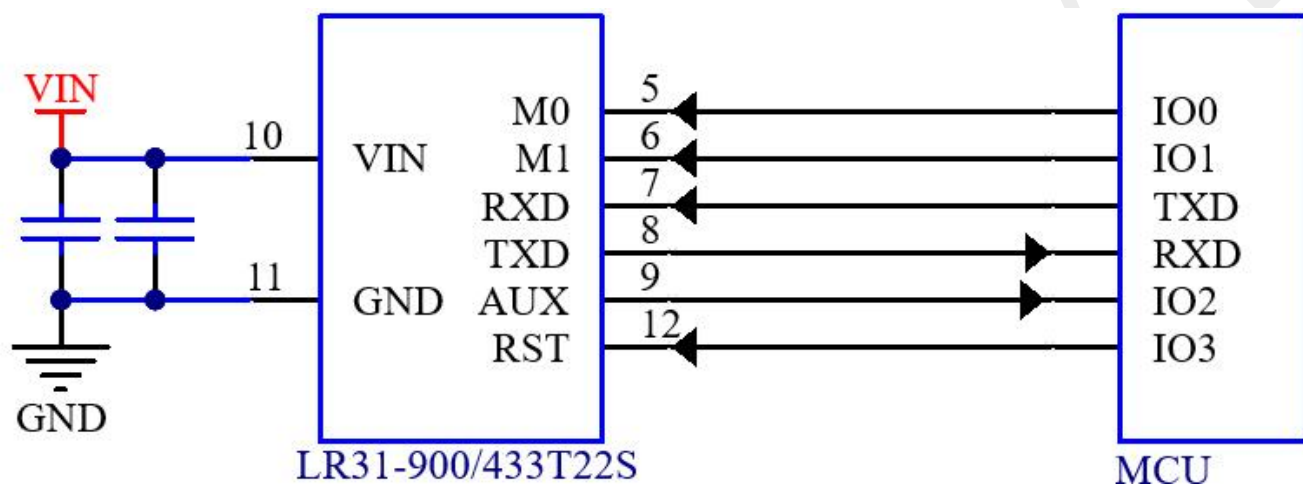 VIN
GND
10
11
VIN
GND
M0
M1
RXD
TXD
AUX
RST
5
6
7
8
9
12
LR31-900/433T22S
IO0
IO1
TXD
RXD
IO2
IO3
MCU